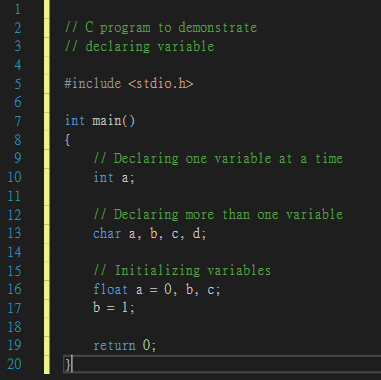 1
2 // C program to demonstrate
3 // declaring variable
4
5 #include <stdio.h>
6
7 int main()
8 {
9 // Declaring one variable at a time
10 int a;
11
12 // Declaring more than one variable
13 char a, b, c, d;
14
15 // Initializing variables
16 float a = 0, b, c;
17 b = 1;
18
19 return 0;
20 }